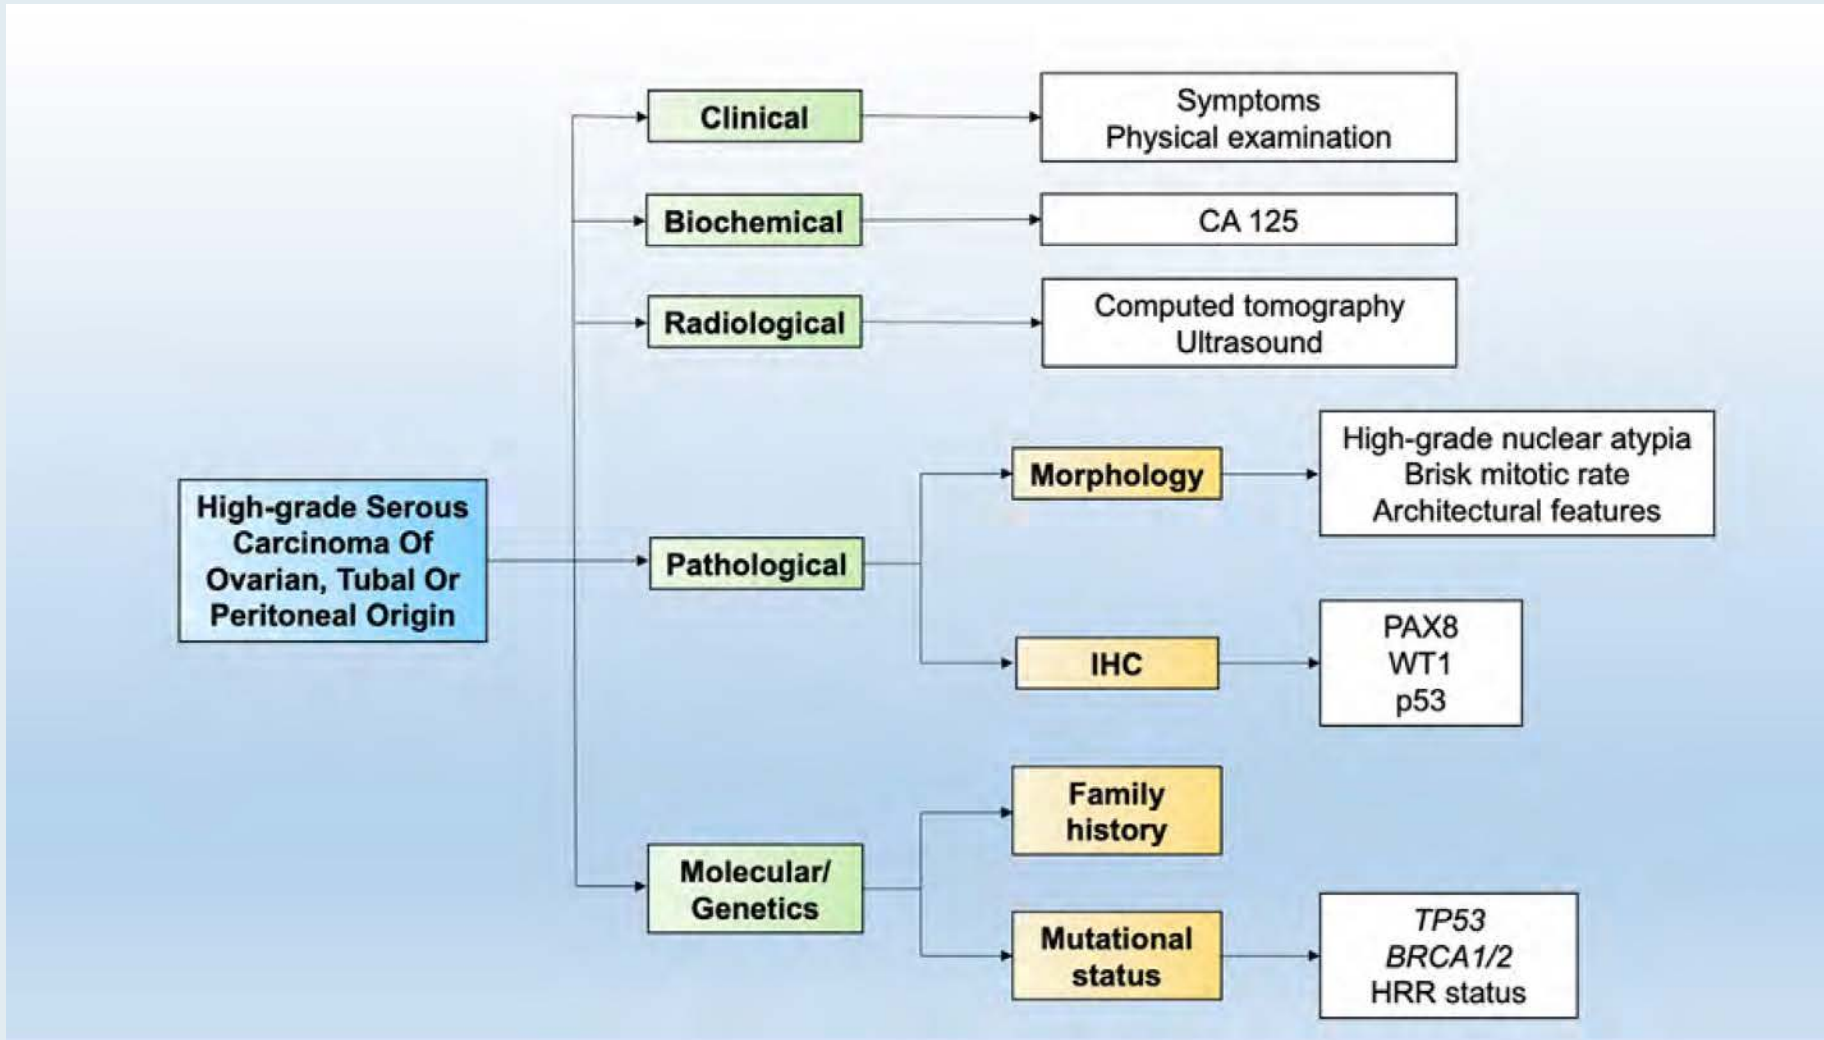 Clinical
Symptoms
Physical examination
Biochemical
CA 125
Radiological
Computed tomography
Ultrasound
High-grade Serous
Carcinoma Of
Ovarian, Tubal Or
Peritoneal Origin
Pathological
Morphology
High-grade nuclear atypia
Brisk mitotic rate
Architectural features
IHC
PAX8
WT1
p53
Molecular/
Genetics
Family
history
Mutational
status
TP53
BRCA1/2
HRR status